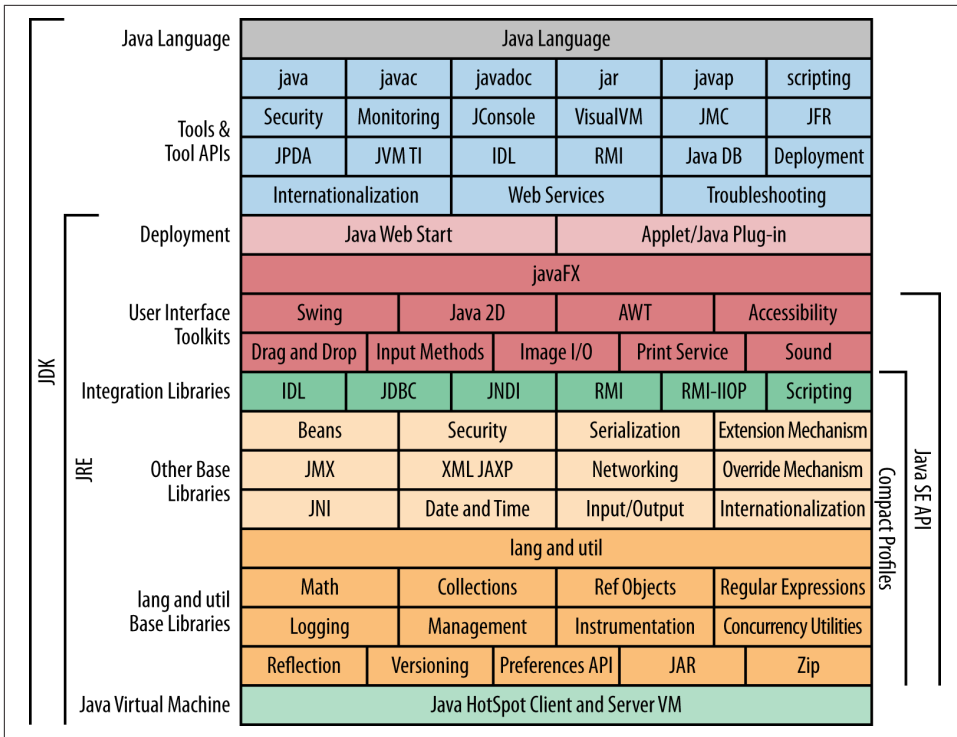 Java Language
Java Language
java javac javadoc jar javap scripting
Security Monitoring JConsole VisualVM JMC JFR
Tools &
Tool APIs
JPDA JVM TI IDL RMI Java DB Deployment
Internationalization Web Services Troubleshooting
Deployment
Java Web Start Applet/Java Plug-in
javaFX
User Interface
Toolkits
Swing Java 2D AWT Accessibility
Drag and Drop Input Methods Image I/O Print Service Sound
Integration Libraries
IDL JDBC JNDI RMI RMI-IIOP Scripting
Beans Security Serialization Extension Mechanism
Other Base
Libraries
JMX XML JAXP Networking Override Mechanism
JNI Date and Time Input/Output Internationalization
lang and util
lang and util
Base Libraries
Math Collections Ref Objects Regular Expressions
Logging Management Instrumentation Concurrency Utilities
Reflection Versioning Preferences API JAR Zip
Java Virtual Machine
Java HotSpot Client and Server VM
JDK
JRE
Compact Profiles
Java SE API